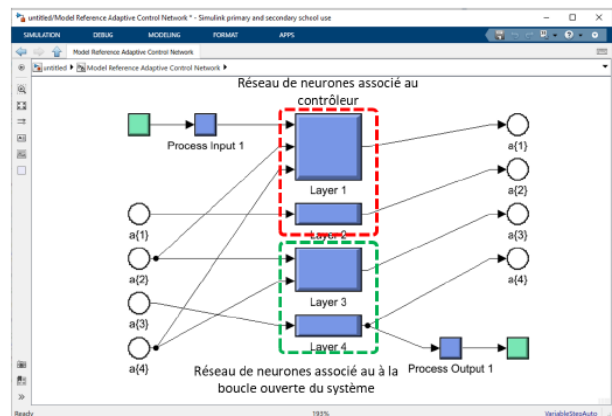 untitled/Model Reference Adaptive Control Network * - Simulink primary and secondary school use
SIMULATION DEBUG MODELING FORMAT APPS
Model Reference Adaptive Control Network
untitled Model Reference Adaptive Control Network
Réseau de neurones associé au
contrôleur
Process Input 1
Layer 1
a{1}
a{2}
Layer 2
a{1}
a{3}
a{2}
Layer 3
a{4}
a{3}
Layer 4
a{4}
Process Output 1
Réseau de neurones associé au à la
boucle ouverte du système
Ready 193% VariableStepAuto